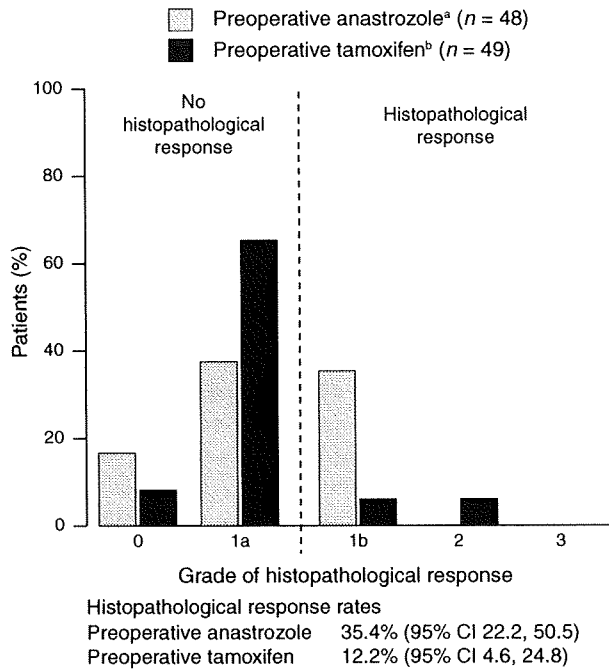 Preoperative anastrozoleᵃ (n = 48)
Preoperative tamoxifenᵇ (n = 49)
No
histopathological
response
Histopathological
response
100
80
60
40
20
0
Patients (%)
0 1a 1b 2 3
Grade of histopathological response
Histopathological response rates
Preoperative anastrozole 35.4% (95% CI 22.2, 50.5)
Preoperative tamoxifen 12.2% (95% CI 4.6, 24.8)